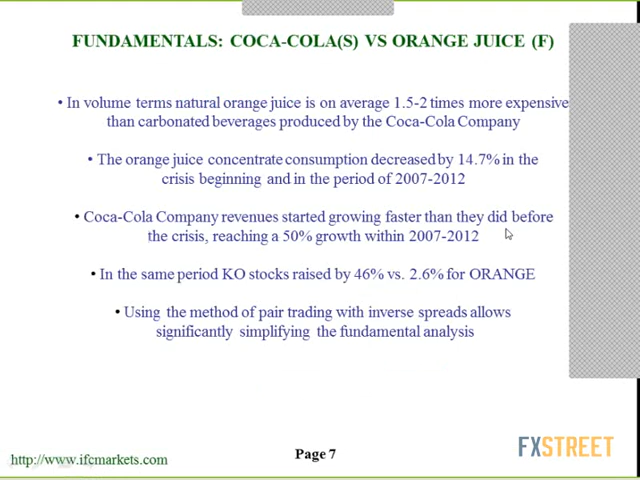 FUNDAMENTALS: COCA-COLA(S) VS ORANGE JUICE (F)
• In volume terms natural orange juice is on average 1.5-2 times more expensive
than carbonated beverages produced by the Coca-Cola Company
• The orange juice concentrate consumption decreased by 14.7% in the
crisis beginning and in the period of 2007-2012
• Coca-Cola Company revenues started growing faster than they did before
the crisis, reaching a 50% growth within 2007-2012
• In the same period KO stocks raised by 46% vs. 2.6% for ORANGE
• Using the method of pair trading with inverse spreads allows
significantly simplifying the fundamental analysis
FXSTREET
http://www.ifcmarkets.com
Page 7